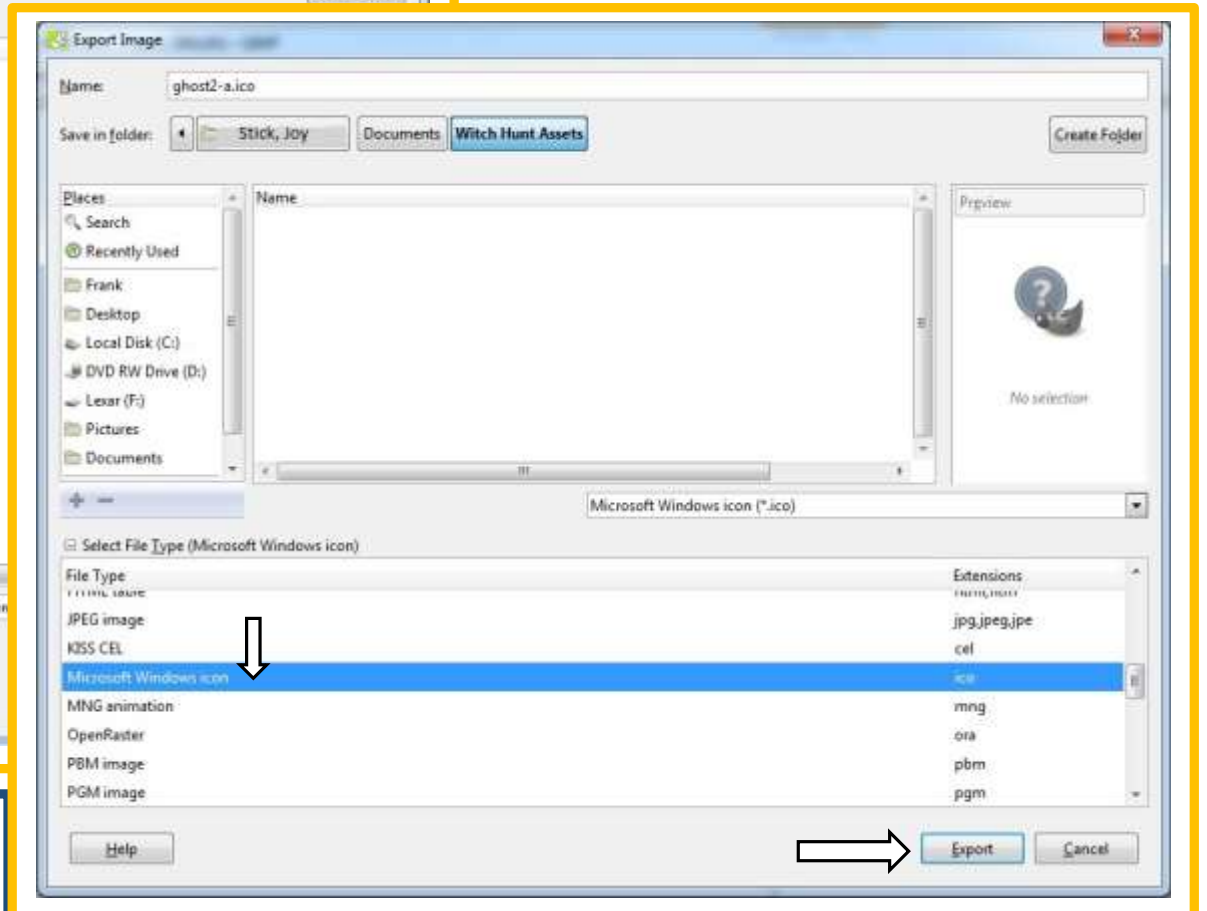 Export Image
Name: ghost2-a.ico
Save in folder: Stick, Joy Documents Witch Hunt Assets Create Folder
Places Name Preview
Search
Recently Used
Frank
Desktop
Local Disk (C:)
DVD RW Drive (D:)
Lexar (F:)
No selection
Pictures
Documents
Microsoft Windows icon (*.ico)
Select File Type (Microsoft Windows icon)
File Type Extensions
JPEG image jpg,jpeg,jpe
KISS CEL cel
Microsoft Windows icon ico
MNG animation mng
OpenRaster ora
PBM image pbm
PGM image pgm
Help Export Cancel